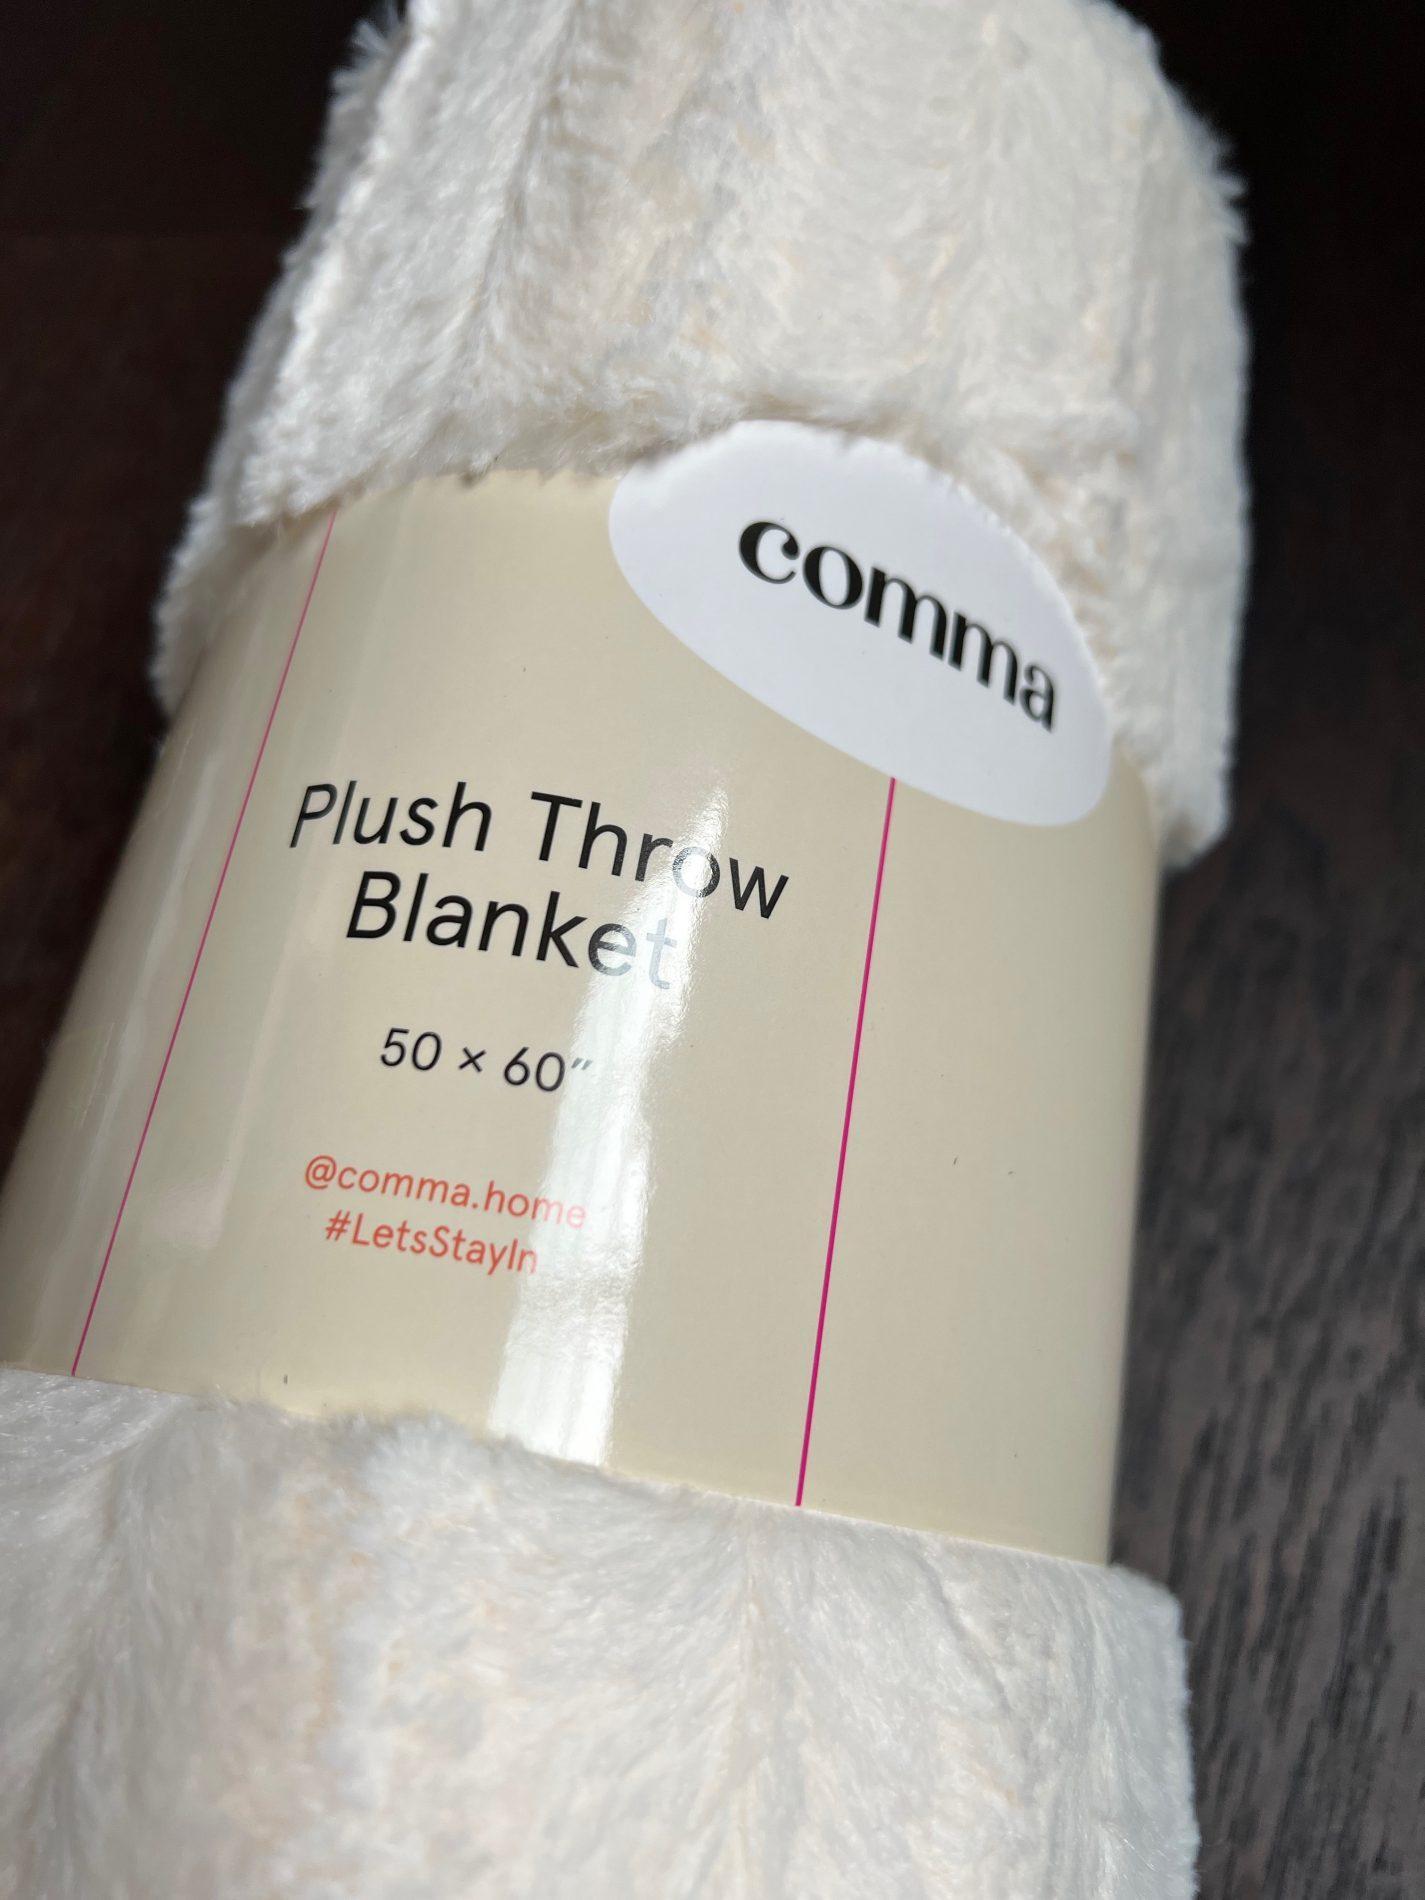 comma
Plush Throw
Blanket
50 × 60"
@comma.home
#LetsStayIn